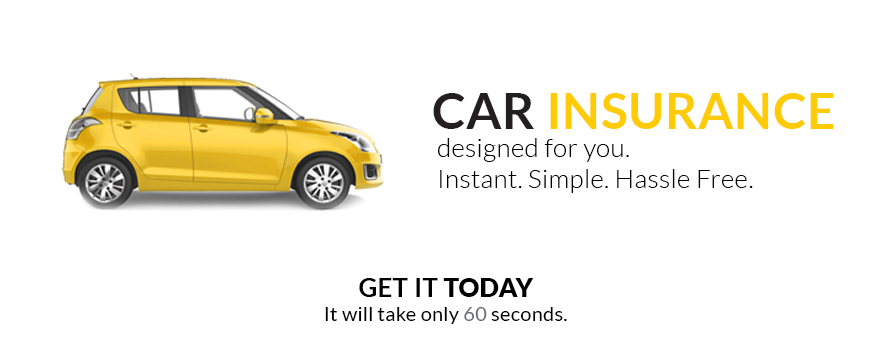 CAR INSURANCE
designed for you.
Instant. Simple. Hassle Free.
GET IT TODAY
It will take only 60 seconds.